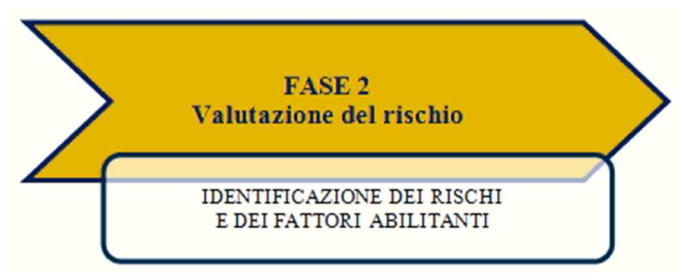 FASE 2
Valutazione del rischio
IDENTIFICAZIONE DEI RISCHI
E DEI FATTORI ABILITANTI